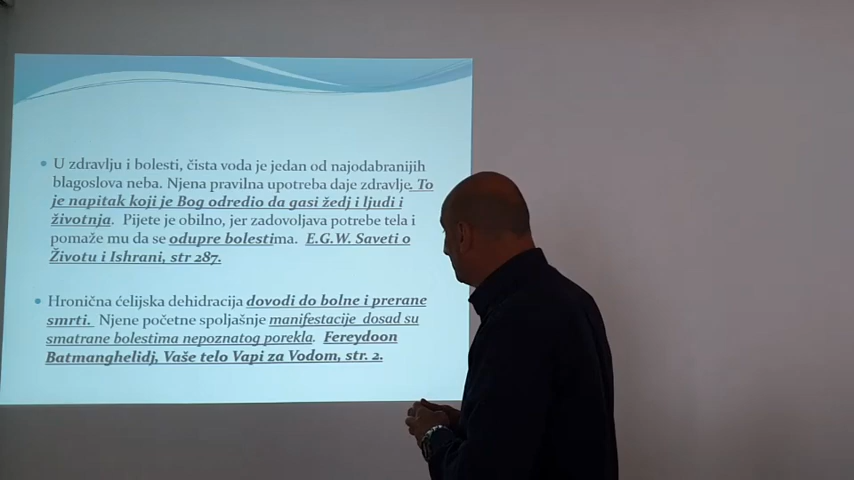 • U zdravlju i bolesti, čista voda je jedan od najodabranijih
blagoslova neba. Njena pravilna upotreba daje zdravlje. To
je napitak koji je Bog odredio da gasi žedj i ljudi i
životnja. Pijete je obilno, jer zadovoljava potrebe tela i
pomaže mu da se odupre bolestima. E.G.W. Saveti o
Životu i Ishrani, str 287.
• Hronična ćelijska dehidracija dovodi do bolne i prerane
smrti. Njene početne spoljašnje manifestacije dosad su
smatrane bolestima nepoznatog porekla. Fereydoon
Batmanghelidj, Vaše telo Vapi za Vodom, str. 2.